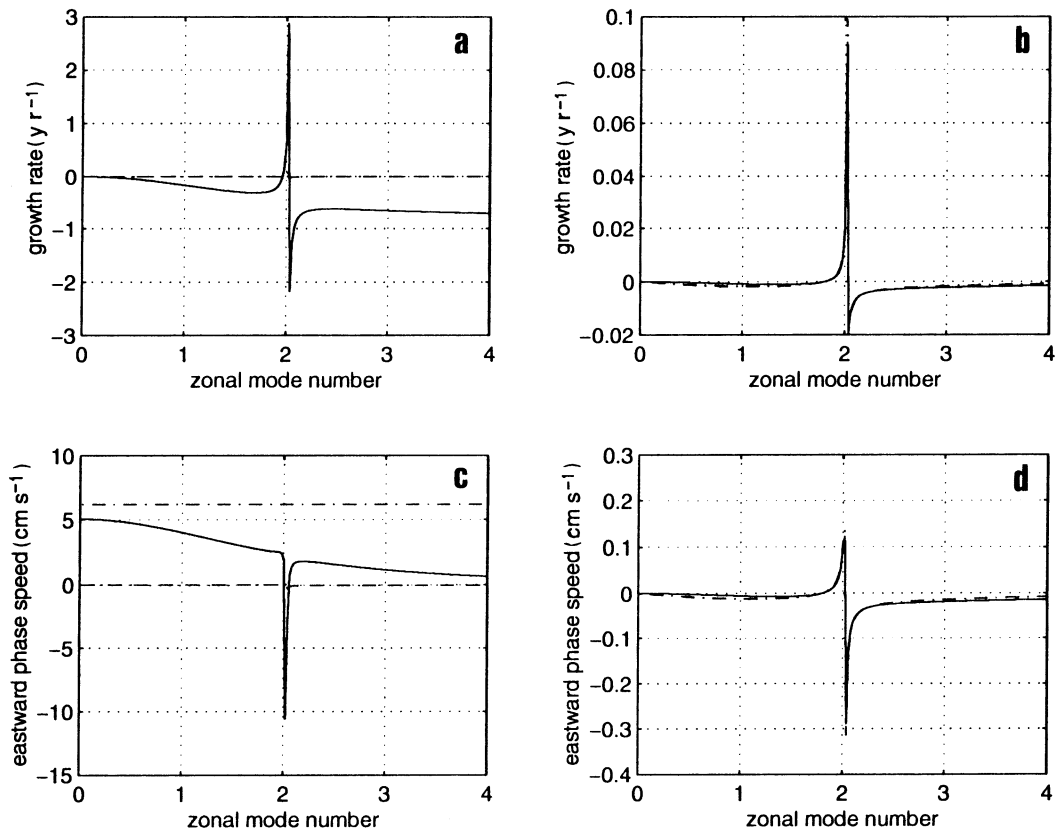 a
growth rate (y r⁻¹)
3
2
1
0
−1
−2
−3
0 1 2 3 4
zonal mode number
b
growth rate (y r⁻¹)
0.1
0.08
0.06
0.04
0.02
0
−0.02
0 1 2 3 4
zonal mode number
c
eastward phase speed (cm s⁻¹)
10
5
0
−5
−10
−15
0 1 2 3 4
zonal mode number
d
eastward phase speed (cm s⁻¹)
0.3
0.2
0.1
0
−0.1
−0.2
−0.3
−0.4
0 1 2 3 4
zonal mode number